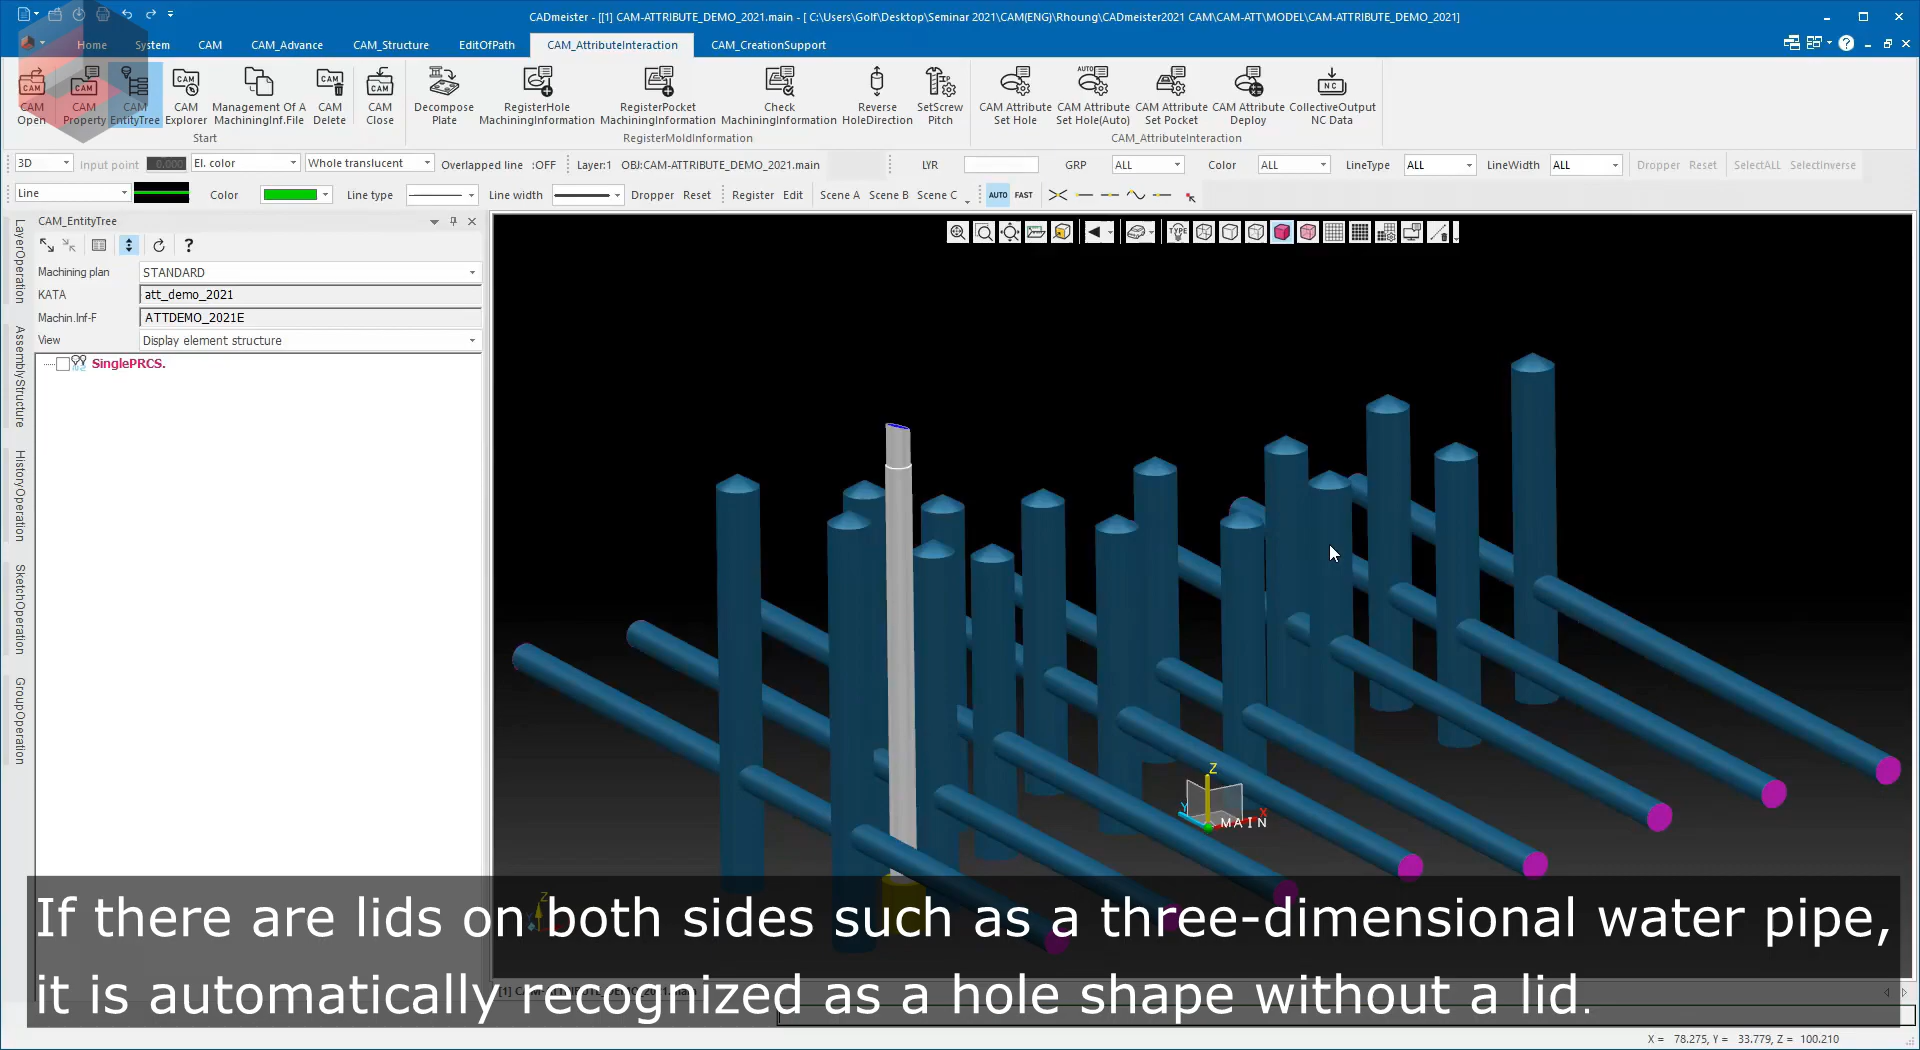 CADmeister - [[1] CAM-ATTRIBUTE_DEMO_2021.main - [ C:\Users\Golf\Desktop\Seminar 2021\CAM(ENG)\Rhoung\CADmeister2021 CAM\CAM-ATT\MODEL\CAM-ATTRIBUTE_DEMO_2021]
Home System CAM CAM_Advance CAM_Structure EditOfPath CAM_AttributeInteraction CAM_CreationSupport
CAM Open
CAM Property
CAM EntityTree
CAM Explorer
Management Of A MachiningInf.File
CAM Delete
CAM Close
Decompose Plate
RegisterHole MachiningInformation
RegisterPocket MachiningInformation
Check MachiningInformation
Reverse HoleDirection
SetScrew Pitch
CAM Attribute Set Hole
CAM Attribute Set Hole(Auto)
CAM Attribute Set Pocket
CAM Attribute Deploy
CollectiveOutput NC Data
Start RegisterMoldInformation CAM_AttributeInteraction
3D Input point 0.000 El. color Whole translucent Overlapped line :OFF Layer:1 OBJ:CAM-ATTRIBUTE_DEMO_2021.main LYR GRP ALL Color ALL LineType ALL LineWidth ALL Dropper Reset SelectALL SelectInverse
Line Color Line type Line width Dropper Reset Register Edit Scene A Scene B Scene C AUTO FAST
CAM_EntityTree
Machining plan STANDARD
KATA att_demo_2021
Machin.Inf-F ATTDEMO_2021E
View Display element structure
SinglePRCS.
LayerOperation
AssemblyStructure
HistoryOperation
SketchOperation
GroupOperation
TYPE
Z
Y
X
MAIN
Z
If there are lids on both sides such as a three-dimensional water pipe,
it is automatically recognized as a hole shape without a lid.
X = 78.275, Y = 33.779, Z = 100.210